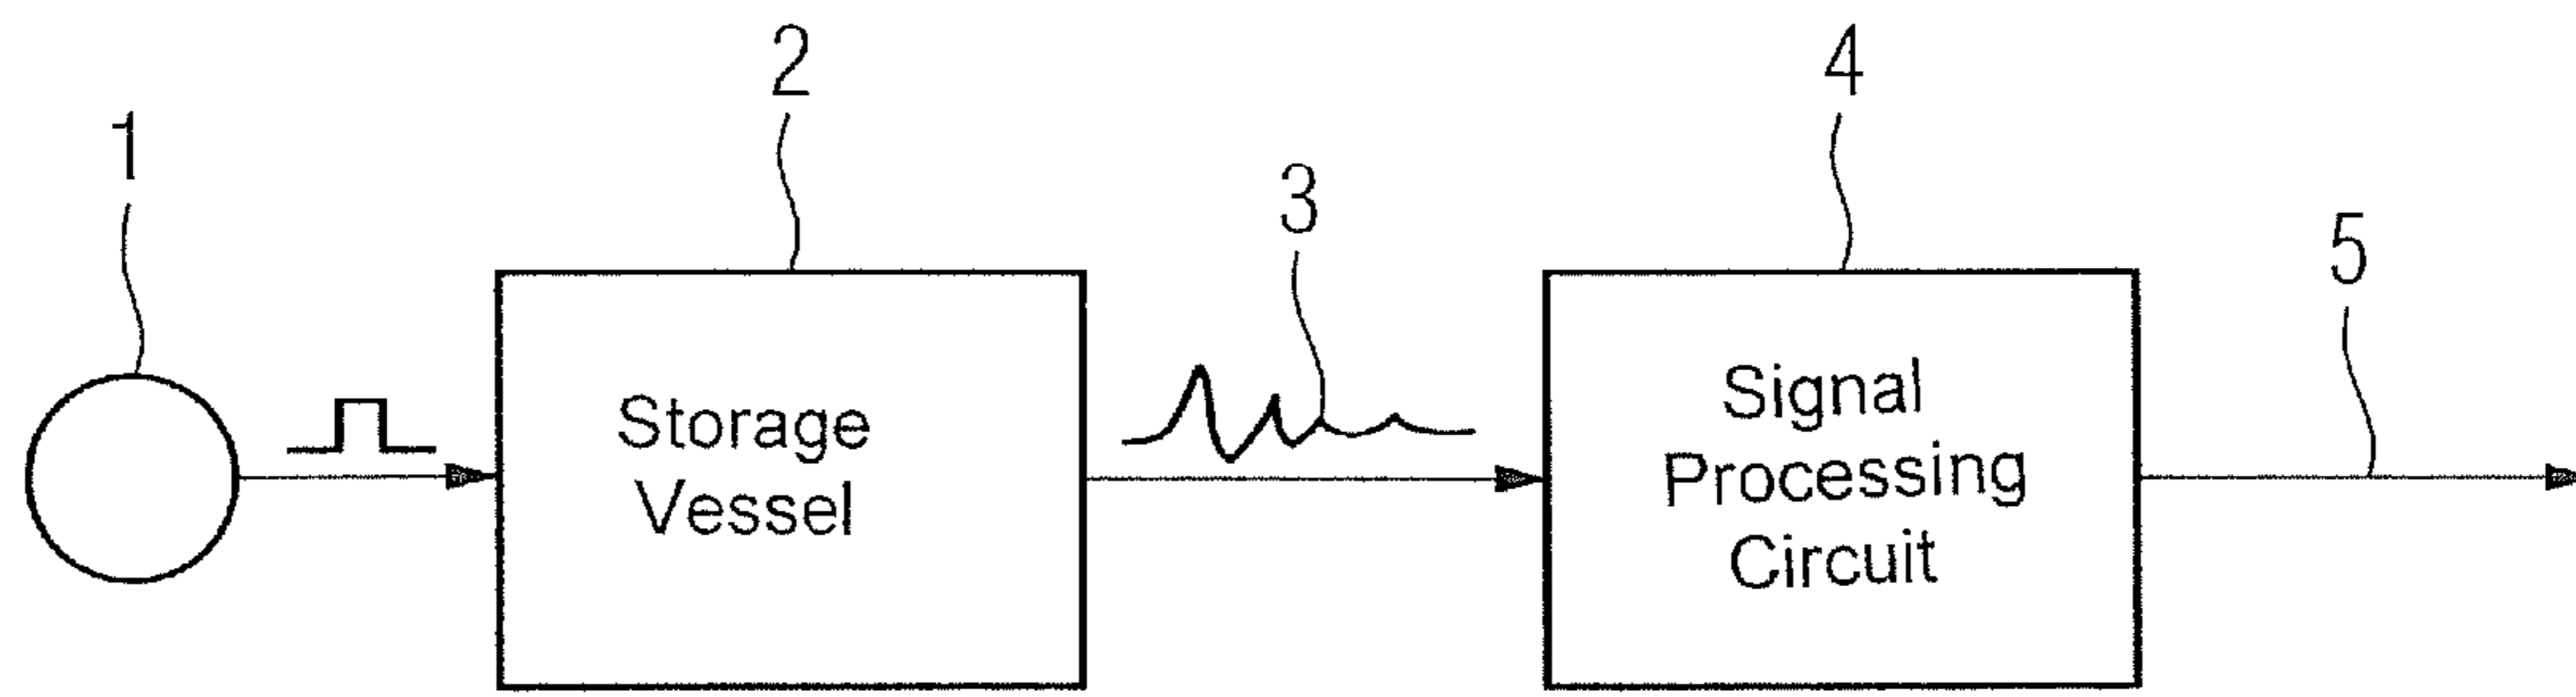 1
2
3
4
5
Storage
Vessel
Signal
Processing
Circuit